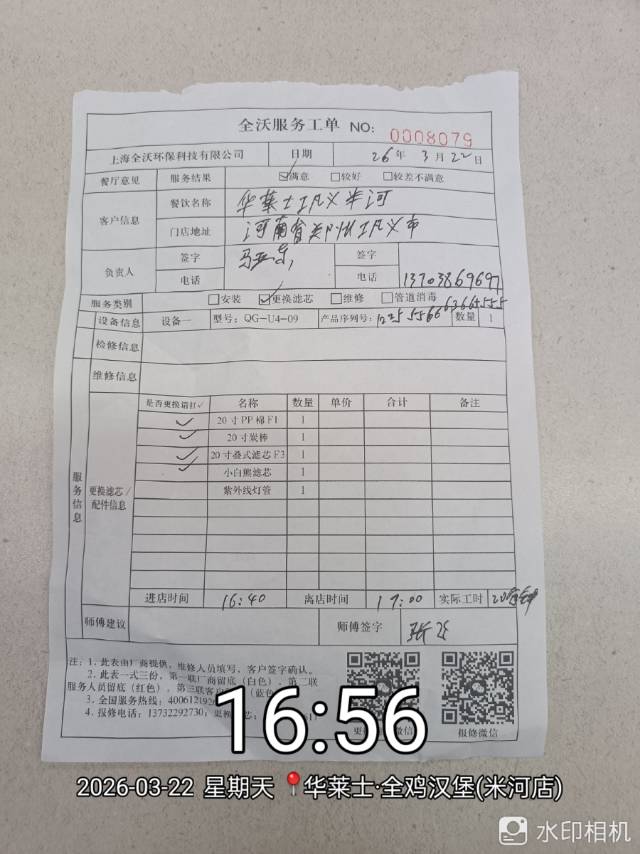 全沃服务工单 NO: 0008079
上海全沃环保科技有限公司 日期 26年3月22日
餐厅意见 服务结果 ☑满意 □较好 □较差不满意
客户信息 餐饮名称 华莱士巩义米河
门店地址 河南省郑州巩义市
负责人 签字 签字
电话 电话 13703869697
服务类别 □安装 ☑更换滤芯 □维修 □管道消毒
设备信息 设备一 型号: QG-U4-09 产品序列号: 数量 1
检修信息
维修信息
服务信息
更换滤芯/配件信息
是否更换请打✓ 名称 数量 单价 合计 备注
✓ 20寸PP棉F1 1
✓ 20寸炭棒 1
✓ 20寸叠式滤芯F3 1
✓ 小白熊滤芯 1
紫外线灯管 1
进店时间 16:40 离店时间 17:00 实际工时 20分钟
师傅建议 师傅签字
注: 1. 此表由厂商提供, 维修人员填写, 客户签字确认。
2. 此表一式三份, 第一联厂商留底(白色), 第二联
服务人员留底(红色), 第三联客户 (蓝色
3. 全国服务热线: 400612192
4. 报修电话: 13732292730; 更换
报修微信
16:56
2026-03-22 星期天 📍华莱士·全鸡汉堡(米河店)
水印相机